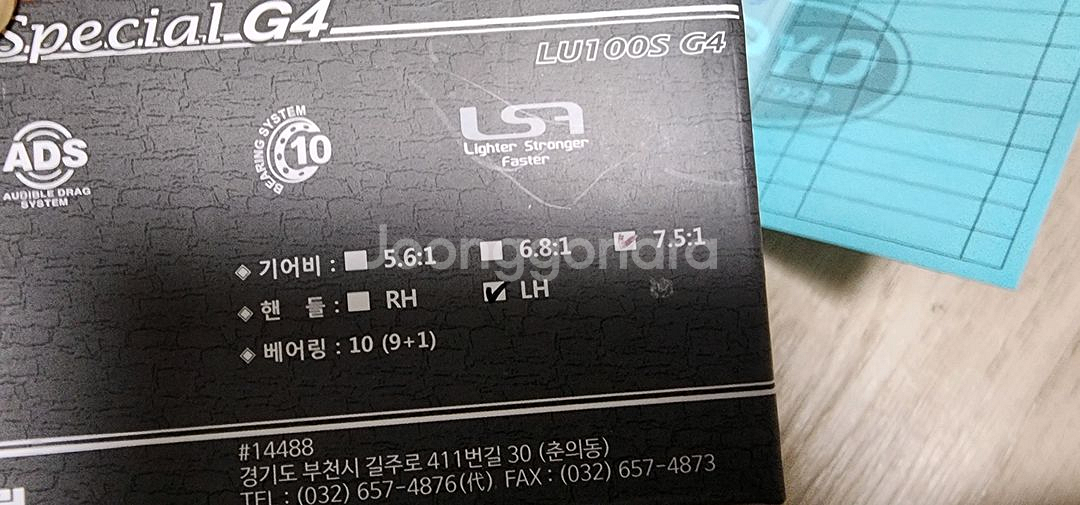 Special G4
LU100S G4
ADS
AUDIBLE DRAG
SYSTEM
BEARING SYSTEM
10
LSF
Lighter Stronger
Faster
Joonggonara
◈ 기어비 : 5.6:1 6.8:1 7.5:1
◈ 핸 들 : RH LH
◈ 베어링 : 10 (9+1)
#14488
경기도 부천시 길주로 411번길 30 (춘의동)
TEL : (032) 657-4876(代) FAX : (032) 657-4873